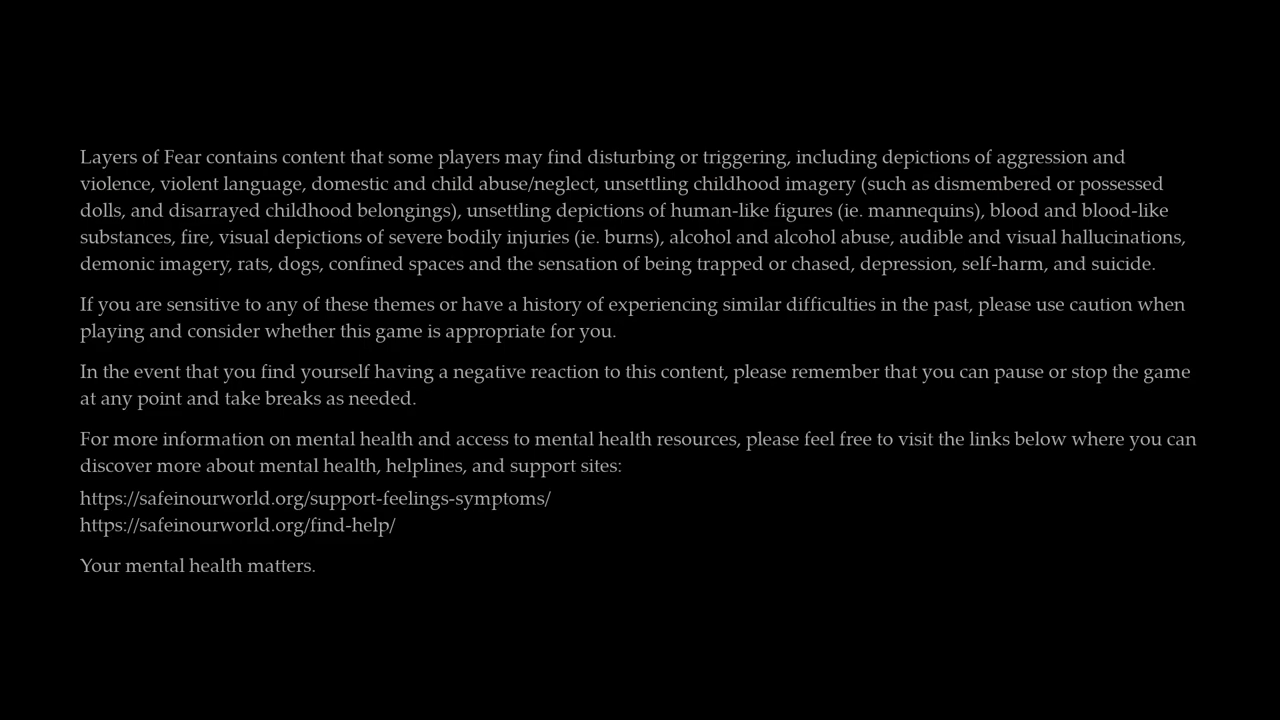 Layers of Fear contains content that some players may find disturbing or triggering, including depictions of aggression and
violence, violent language, domestic and child abuse/neglect, unsettling childhood imagery (such as dismembered or possessed
dolls, and disarrayed childhood belongings), unsettling depictions of human-like figures (ie. mannequins), blood and blood-like
substances, fire, visual depictions of severe bodily injuries (ie. burns), alcohol and alcohol abuse, audible and visual hallucinations,
demonic imagery, rats, dogs, confined spaces and the sensation of being trapped or chased, depression, self-harm, and suicide.
If you are sensitive to any of these themes or have a history of experiencing similar difficulties in the past, please use caution when
playing and consider whether this game is appropriate for you.
In the event that you find yourself having a negative reaction to this content, please remember that you can pause or stop the game
at any point and take breaks as needed.
For more information on mental health and access to mental health resources, please feel free to visit the links below where you can
discover more about mental health, helplines, and support sites:
https://safeinourworld.org/support-feelings-symptoms/
https://safeinourworld.org/find-help/
Your mental health matters.